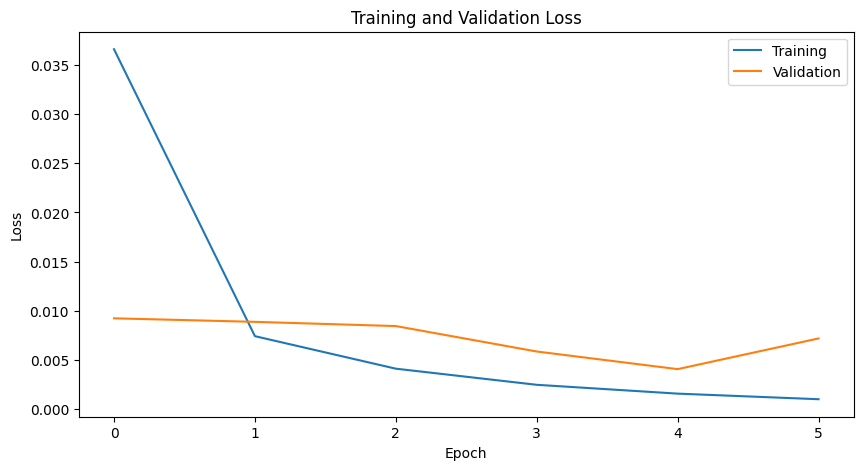 Training and Validation Loss
Training
Validation
0.035
0.030
0.025
0.020
0.015
0.010
0.005
0.000
Loss
0 1 2 3 4 5
Epoch